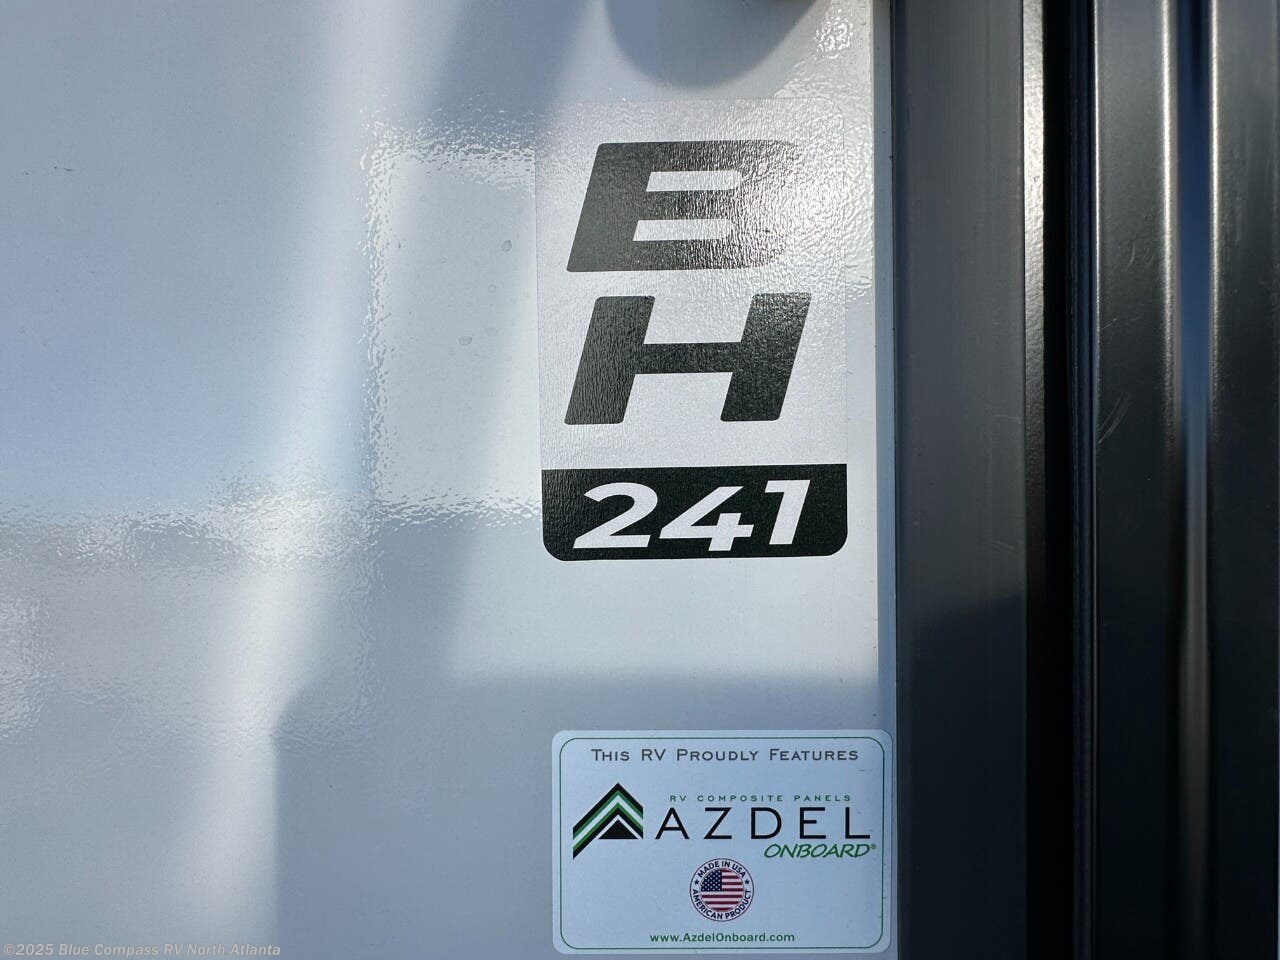 B
H
241
THIS RV PROUDLY FEATURES
RV COMPOSITE PANELS
AZDEL
ONBOARD®
MADE IN USA
AMERICAN PRODUCT
www.AzdelOnboard.com
©2025 Blue Compass RV North Atlanta